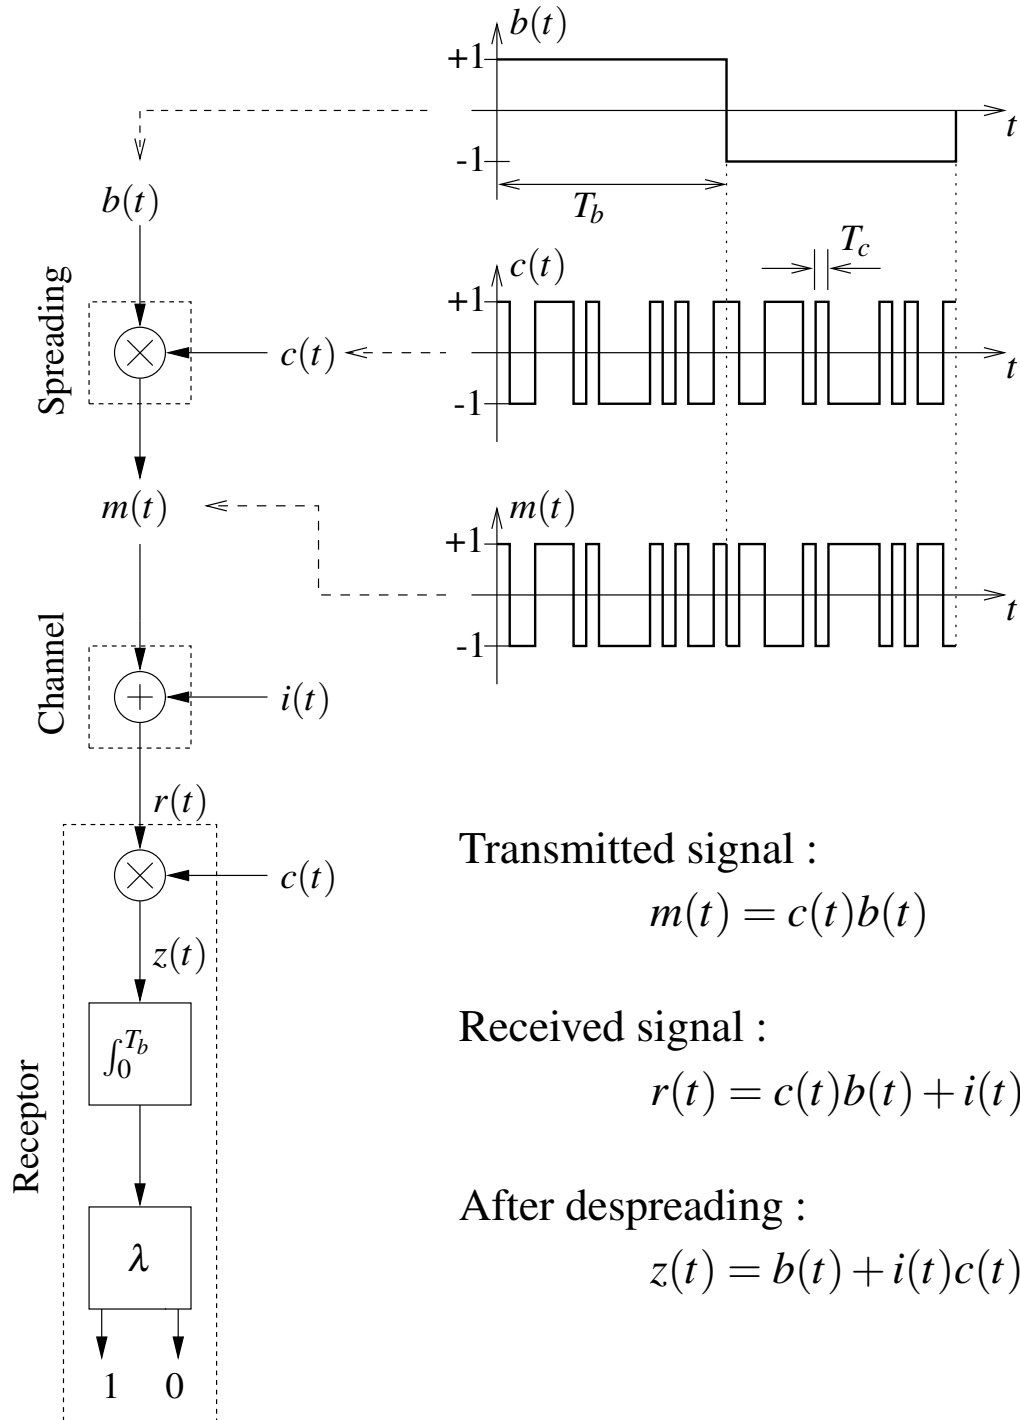 b(t)
+1
t
-1
T_b
b(t)
T_c
c(t)
+1
Spreading
×
c(t)
t
-1
m(t)
m(t)
+1
t
-1
Channel
+
i(t)
r(t)
×
c(t)
Transmitted signal :
m(t) = c(t)b(t)
z(t)
Received signal :
∫_0^{T_b}
r(t) = c(t)b(t) + i(t)
Receptor
After despreading :
λ
z(t) = b(t) + i(t)c(t)
1 0